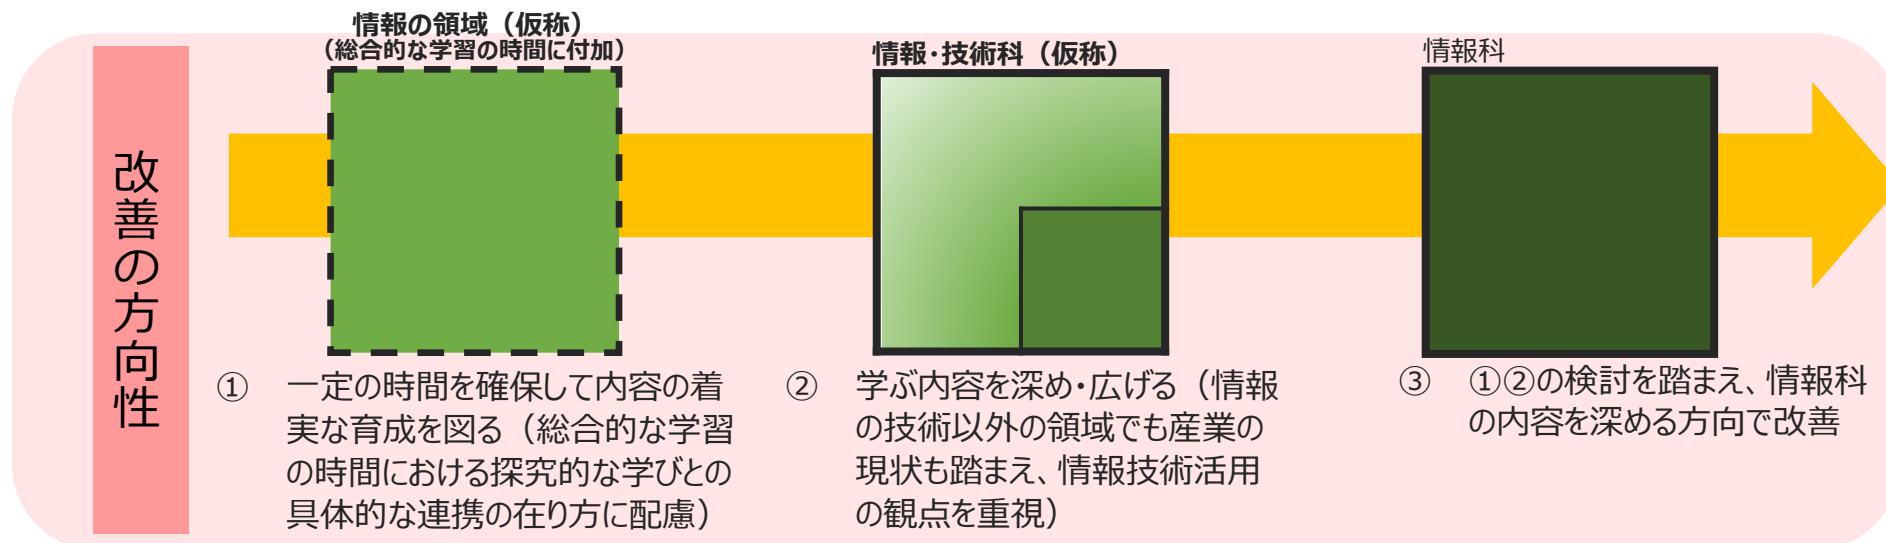 改善の方向性
情報の領域（仮称）
（総合的な学習の時間に付加）
① 一定の時間を確保して内容の着
実な育成を図る（総合的な学習
の時間における探究的な学びとの
具体的な連携の在り方に配慮）
情報・技術科（仮称）
② 学ぶ内容を深め・広げる（情報
の技術以外の領域でも産業の
現状も踏まえ、情報技術活用
の観点を重視）
情報科
③ ①②の検討を踏まえ、情報科
の内容を深める方向で改善